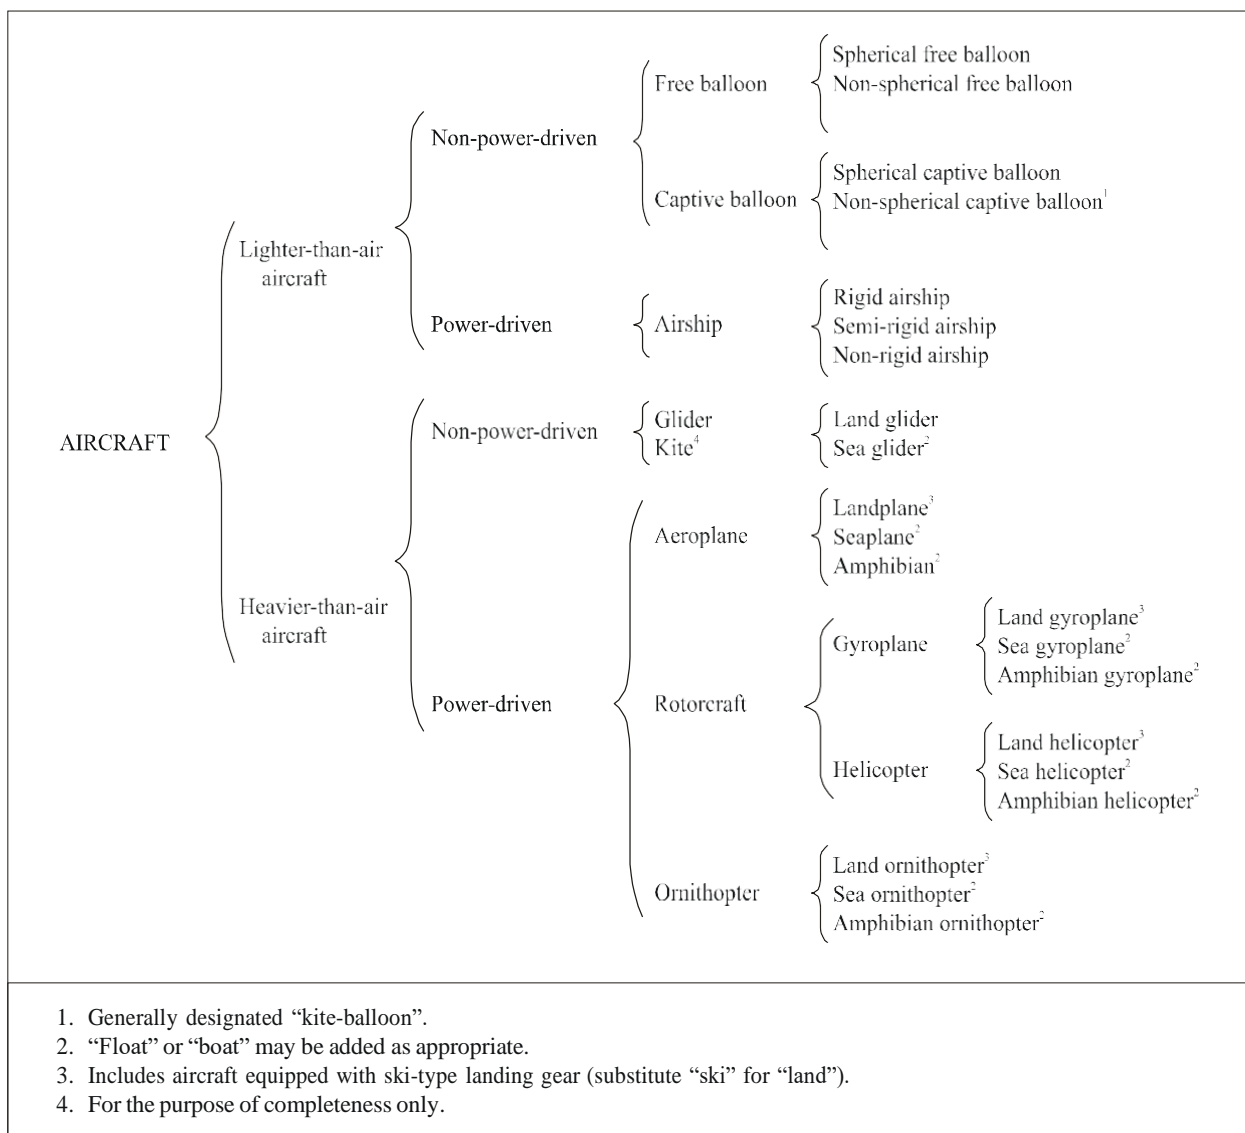 AIRCRAFT
Lighter-than-air
aircraft
Non-power-driven
Free balloon
Spherical free balloon
Non-spherical free balloon
Captive balloon
Spherical captive balloon
Non-spherical captive balloon¹
Power-driven
Airship
Rigid airship
Semi-rigid airship
Non-rigid airship
Heavier-than-air
aircraft
Non-power-driven
Glider
Kite⁴
Land glider
Sea glider²
Power-driven
Aeroplane
Landplane³
Seaplane²
Amphibian²
Rotorcraft
Gyroplane
Land gyroplane³
Sea gyroplane²
Amphibian gyroplane²
Helicopter
Land helicopter³
Sea helicopter²
Amphibian helicopter²
Ornithopter
Land ornithopter³
Sea ornithopter²
Amphibian ornithopter²
1. Generally designated “kite-balloon”.
2. “Float” or “boat” may be added as appropriate.
3. Includes aircraft equipped with ski-type landing gear (substitute “ski” for “land”).
4. For the purpose of completeness only.